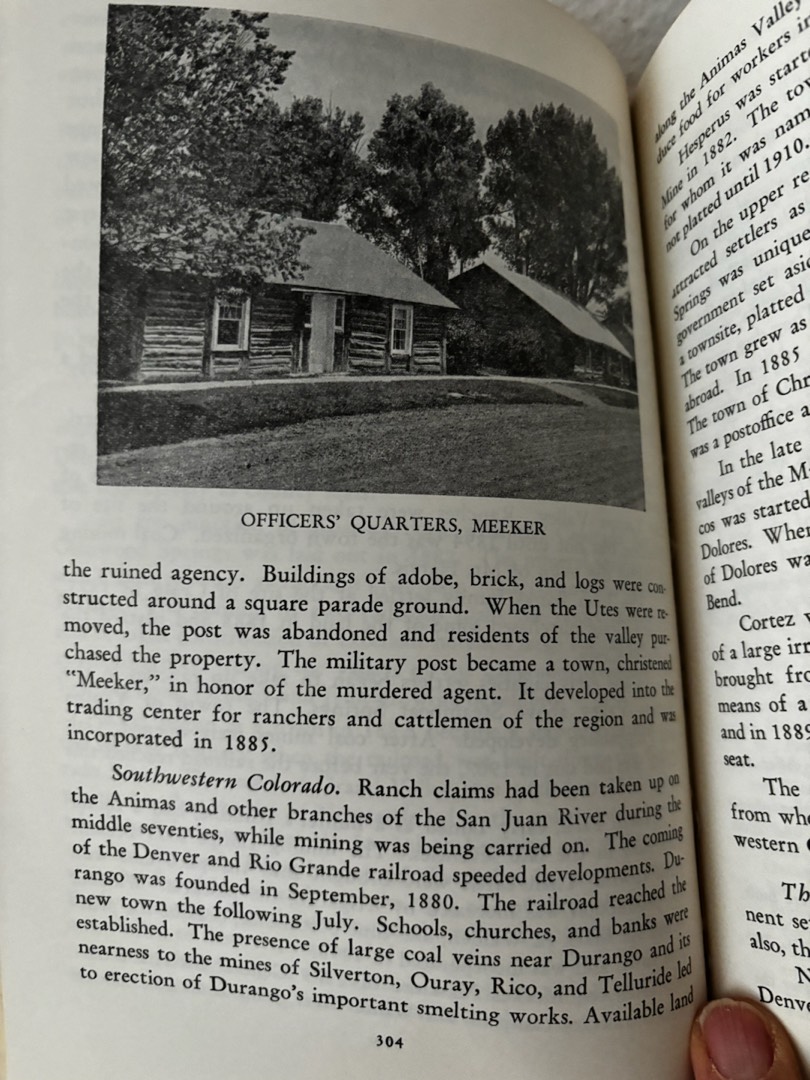 OFFICERS' QUARTERS, MEEKER
the ruined agency. Buildings of adobe, brick, and logs were con-
structed around a square parade ground. When the Utes were re-
moved, the post was abandoned and residents of the valley pur-
chased the property. The military post became a town, christened
"Meeker," in honor of the murdered agent. It developed into the
trading center for ranchers and cattlemen of the region and was
incorporated in 1885.
Southwestern Colorado. Ranch claims had been taken up on
the Animas and other branches of the San Juan River during the
middle seventies, while mining was being carried on. The coming
of the Denver and Rio Grande railroad speeded developments. Du-
rango was founded in September, 1880. The railroad reached the
new town the following July. Schools, churches, and banks were
established. The presence of large coal veins near Durango and its
nearness to the mines of Silverton, Ouray, Rico, and Telluride led
to erection of Durango's important smelting works. Available land
304
along the Animas Valley
duce food for workers in
Hesperus was start
Mine in 1882. The tow
for whom it was nam
not platted until 1910.
On the upper re
attracted settlers as
Springs was unique
government set asid
a townsite, platted
The town grew as
abroad. In 1885
The town of Chr
was a postoffice a
In the late
valleys of the M
cos was started
Dolores. Wher
of Dolores wa
Bend.
Cortez
of a large irr
brought fro
means of a
and in 1889
seat.
The
from who
western
Th
nent se
also, th
N
Denve